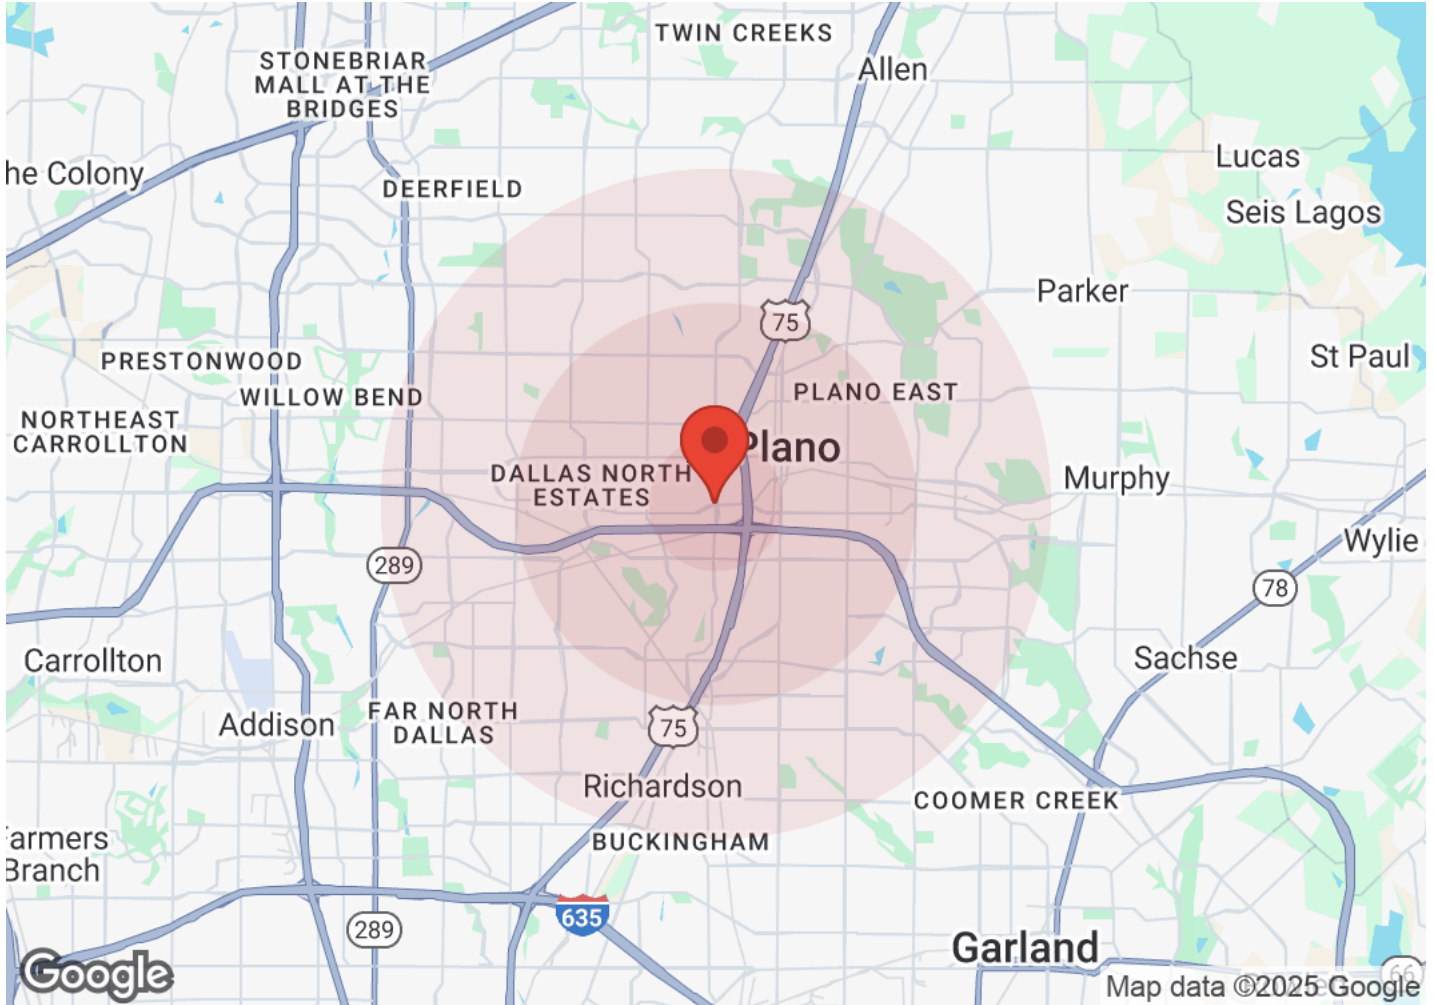 TWIN CREEKS
Allen
STONEBRIAR
MALL AT THE
BRIDGES
he Colony
DEERFIELD
Lucas
Seis Lagos
Parker
75
St Paul
PRESTONWOOD
WILLOW BEND
PLANO EAST
NORTHEAST
CARROLLTON
Plano
DALLAS NORTH
ESTATES
Murphy
Wylie
289
78
Carrollton
Sachse
Addison
FAR NORTH
DALLAS
75
Richardson
COOMER CREEK
BUCKINGHAM
armers
Branch
635
289
Garland
66
Google
Map data ©2025 Google